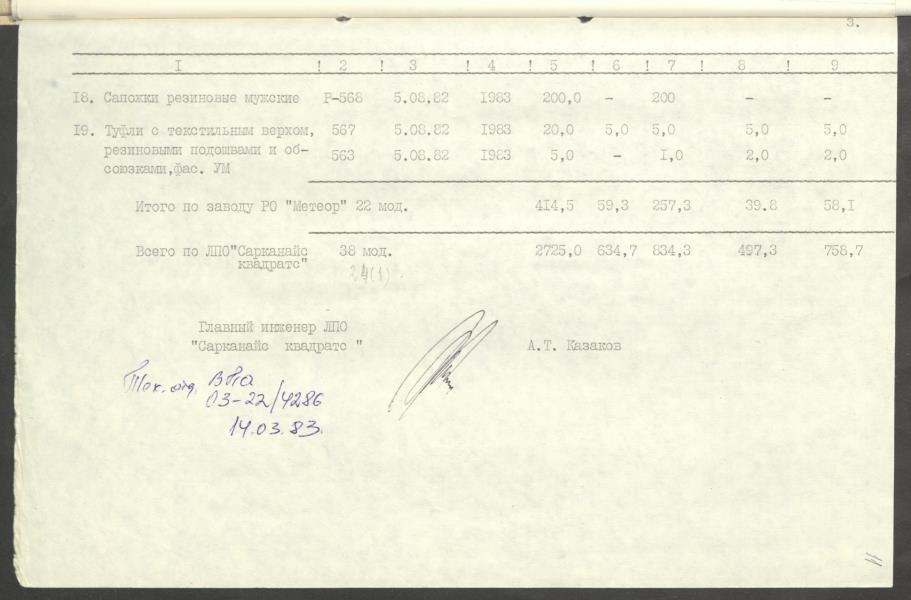 3.
I ! 2 ! 3 ! 4 ! 5 ! 6 ! 7 ! 8 ! 9
I8. Сапожки резиновые мужские Р-568 5.08.82 I983 200,0 – 200 – –
I9. Туфли с текстильным верхом, 567 5.08.82 I983 20,0 5,0 5,0 5,0 5,0
резиновыми подошвами и об- 563 5.08.82 I983 5,0 – I,0 2,0 2,0
союзками,фас. УМ
Итого по заводу РО "Метеор" 22 мод. 414,5 59,3 257,3 39.8 58,I
Всего по ЛПО"Сарканайс 38 мод. 2725,0 634,7 834,3 497,3 758,7
квадратс"
24(1)
Главный инженер ЛПО
"Сарканайс квадратс " А.Т. Казаков
Тех. отд.
03-22/4286
14.03.83.